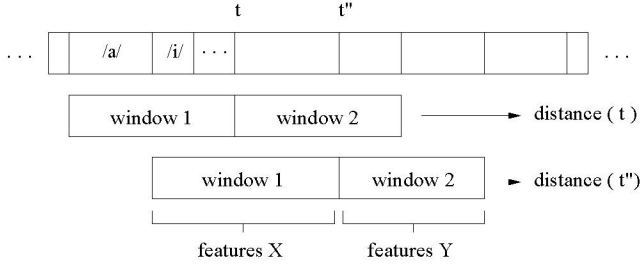 t t"
. . . /a/ /i/ . . . . . .
window 1 window 2 distance ( t )
window 1 window 2 distance ( t")
features X features Y